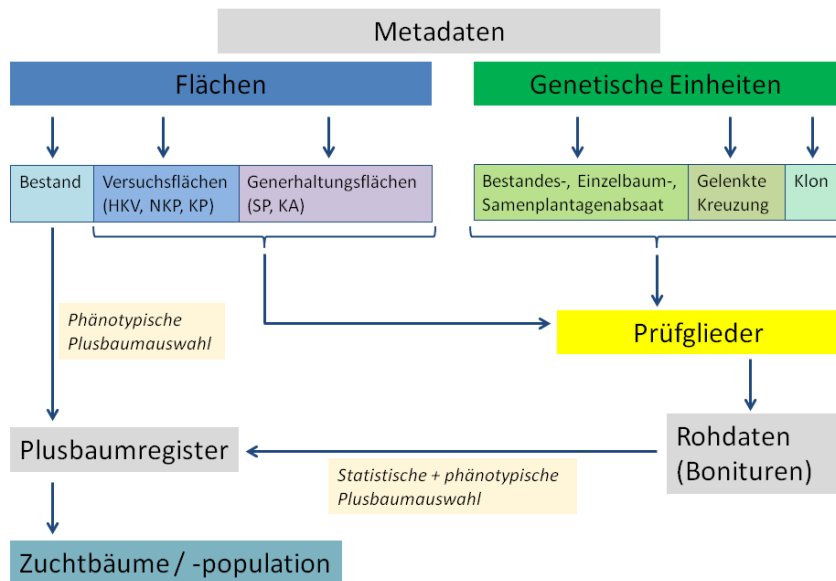 Metadaten
Flächen
Genetische Einheiten
Bestand
Versuchsflächen
(HKV, NKP, KP)
Generhaltungsflächen
(SP, KA)
Bestandes-, Einzelbaum-,
Samenplantagenabsaat
Gelenkte
Kreuzung
Klon
Phänotypische
Plusbaumauswahl
Prüfglieder
Plusbaumregister
Rohdaten
(Bonituren)
Statistische + phänotypische
Plusbaumauswahl
Zuchtbäume / -population